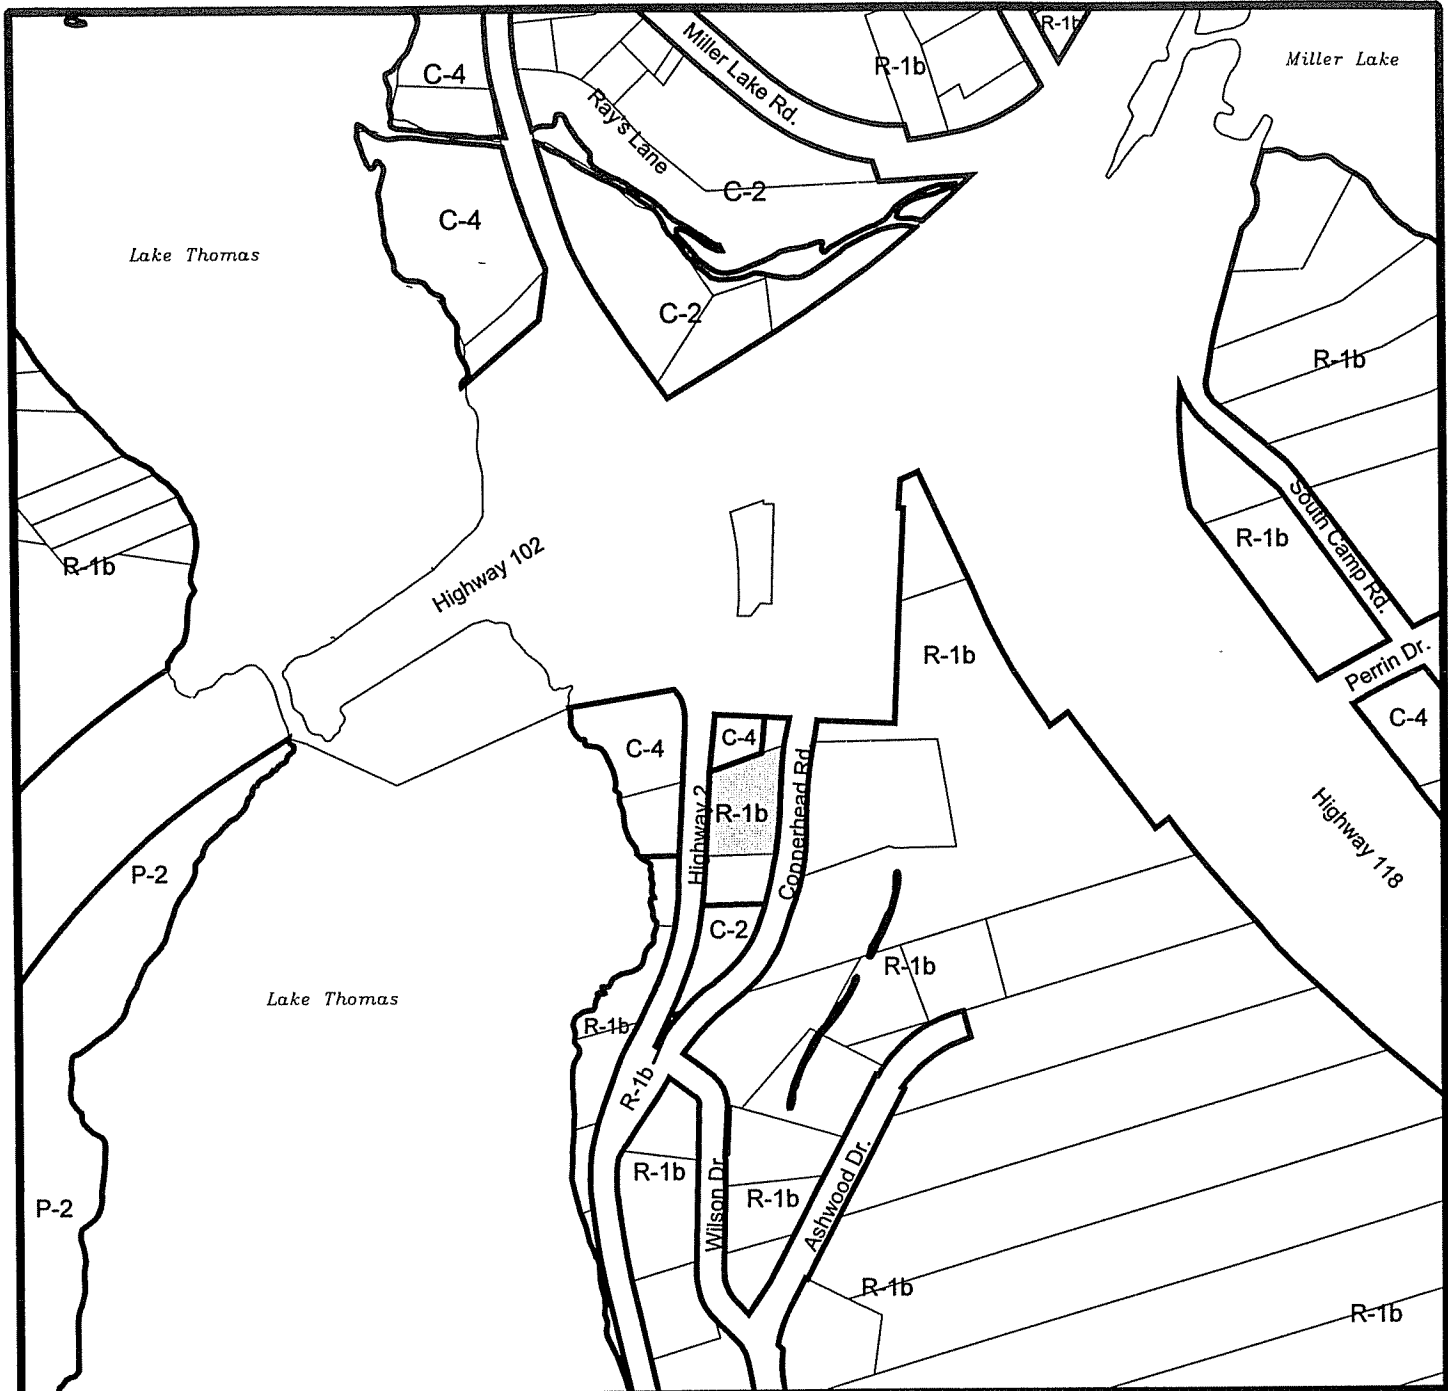 R-1b
Miller Lake
C-4
Miller Lake Rd.
R-1b
Ray's Lane
C-2
C-4
Lake Thomas
C-2
R-1b
South Camp Rd.
R-1b
Highway 102
R-1b
R-1b
Perrin Dr.
C-4
C-4
C-4
R-1b
Highway 2
Copperhead Rd
Highway 118
P-2
C-2
R-1b
Lake Thomas
R-1b
R-1b
R-1b
R-1b
Wilson Dr
Ashwood Dr.
P-2
R-1b
R-1b